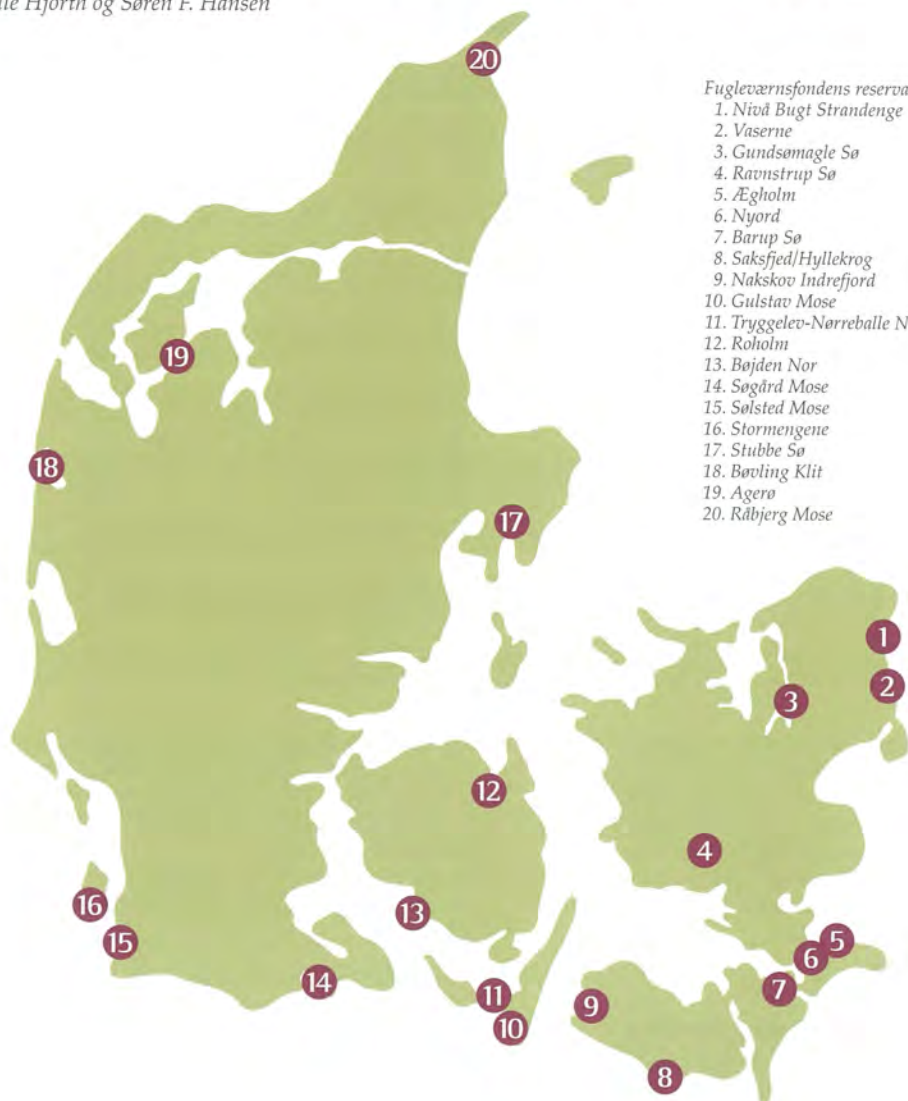 lle Hjorth og Søren F. Hansen
Fugleværnsfondens reserva
1. Nivå Bugt Strandenge
2. Vaserne
3. Gundsømagle Sø
4. Ravnstrup Sø
5. Ægholm
6. Nyord
7. Barup Sø
8. Saksfjed/Hyllekrog
9. Nakskov Indrefjord
10. Gulstav Mose
11. Tryggelev-Nørreballe N
12. Roholm
13. Bøjden Nor
14. Søgård Mose
15. Sølsted Mose
16. Stormengene
17. Stubbe Sø
18. Bøvling Klit
19. Agerø
20. Råbjerg Mose
20
19
18
17
1
2
3
12
4
16
13
15
5
6
14
11
7
9
10
8